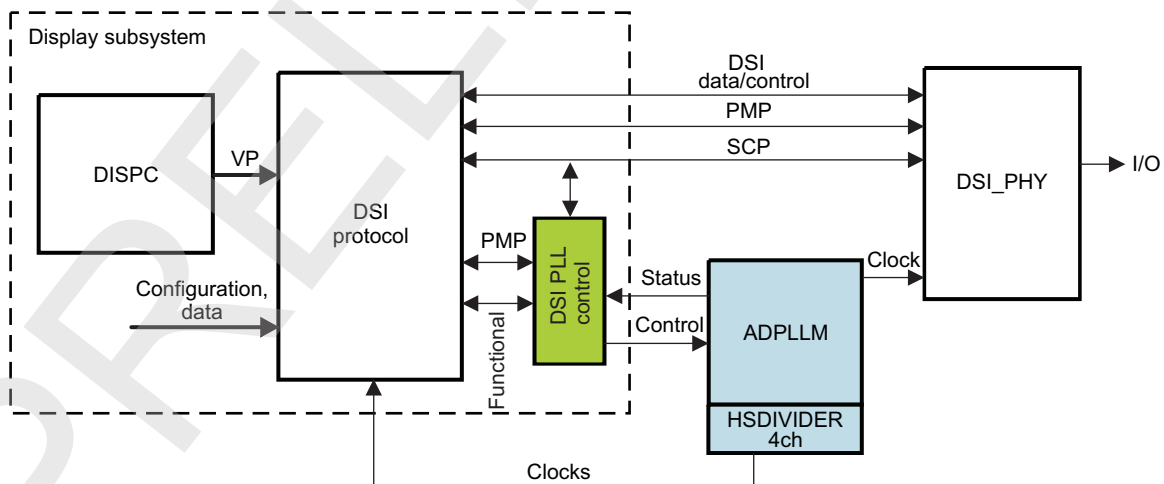 Display subsystem
DISPC
VP
DSI
protocol
Configuration,
data
DSI
data/control
PMP
SCP
DSI_PHY
I/O
PMP
Functional
DSI PLL
control
Status
Control
ADPLLM
Clock
HSDIVIDER
4ch
Clocks